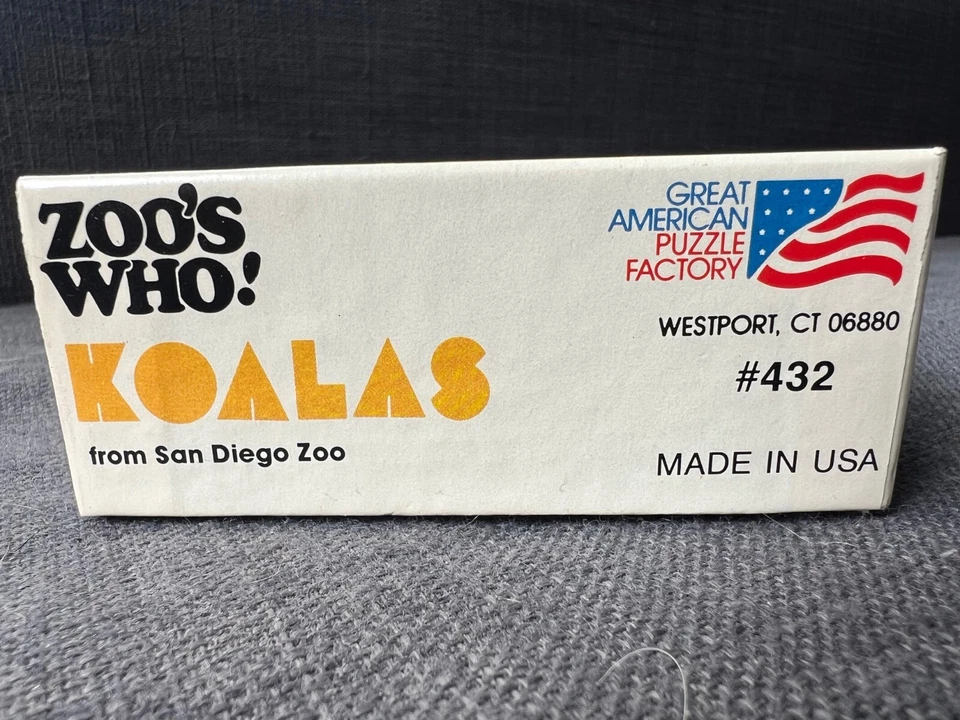 ZOO'S
WHO!
KOALAS
from San Diego Zoo
GREAT
AMERICAN
PUZZLE
FACTORY
WESTPORT, CT 06880
#432
MADE IN USA